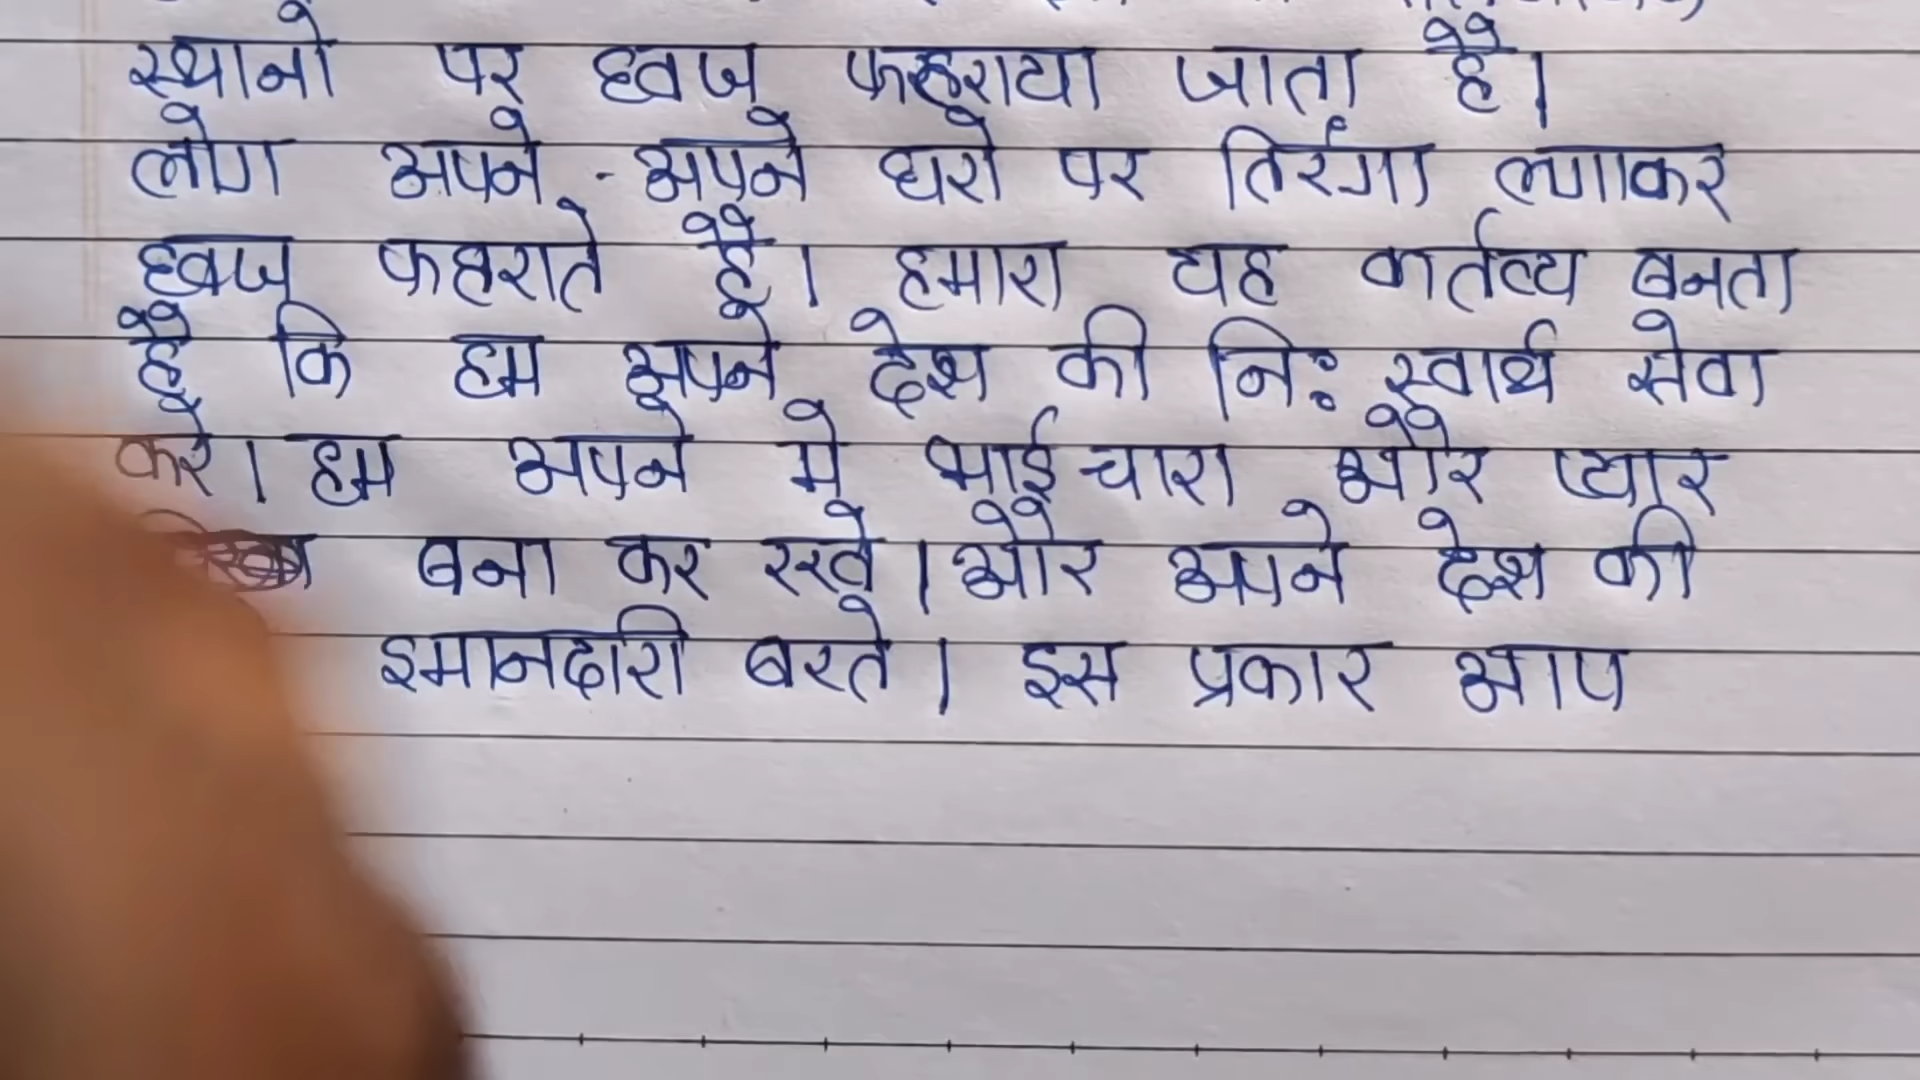 स्थानो पर ध्वज फहराया जाता है।
लोग अपने - अपने घरो पर तिरंगा लगाकर
ध्वज फहराते है। हमारा यह कर्तव्य बनता
है कि हम अपने देश की निः स्वार्थ सेवा
करे। हम अपने मे भाई चारा और प्यार
बना कर रखे। और अपने देश की
इमानदारी बरते। इस प्रकार आप